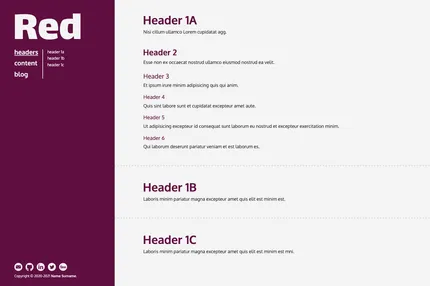 Red
headers
header 1a
header 1b
header 1c
content
blog
Copyright © 2020-2021 Name Surname.
Header 1A
Nisi cillum ullamco Lorem cupidatat agg.
Header 2
Esse non ex occaecat nostrud ullamco eiusmod nostrud ea velit.
Header 3
Et ipsum irure minim adipisicing quis qui anim.
Header 4
Quis sint labore sunt et cupidatat excepteur amet aute.
Header 5
Ut adipisicing excepteur id consequat sunt laborum eu nostrud et excepteur exercitation minim.
Header 6
Qui laborum deserunt pariatur veniam et est laborum ex.
Header 1B
Laboris minim pariatur magna excepteur amet quis elit est minim est.
Header 1C
Laboris minim pariatur magna excepteur amet quis elit est minim est mni.